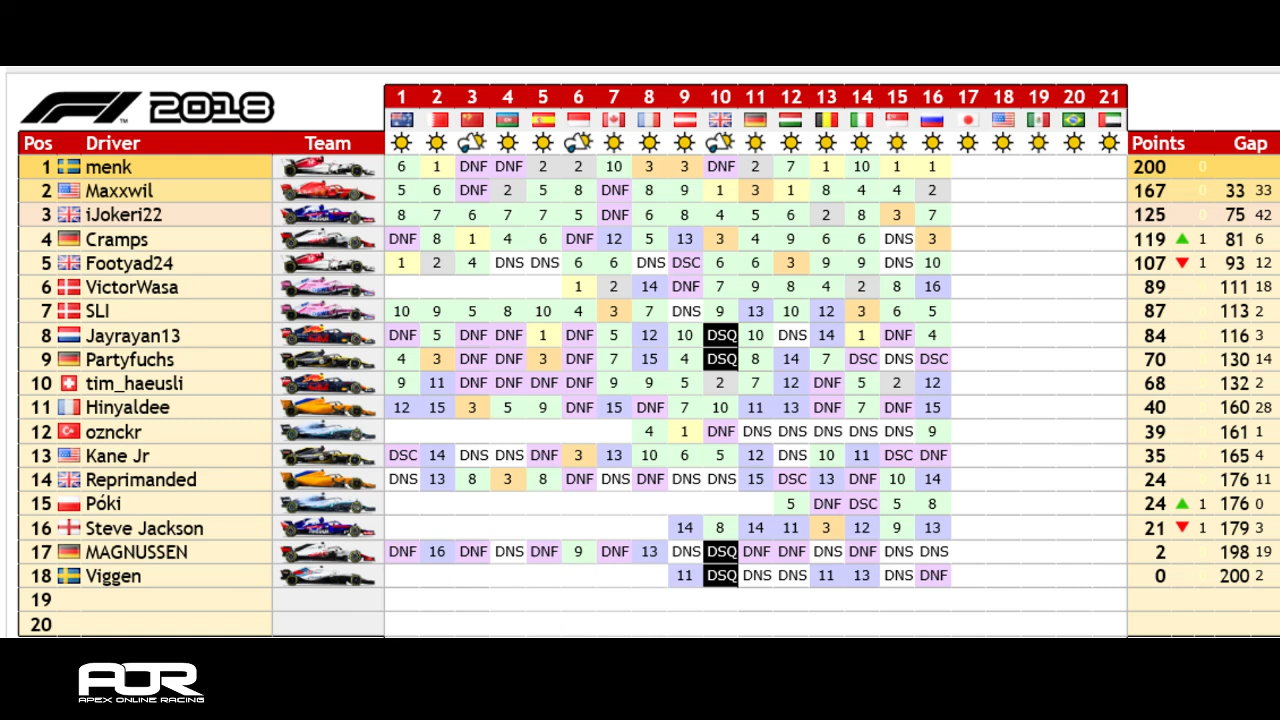 F1 2018 1 2 3 4 5 6 7 8 9 10 11 12 13 14 15 16 17 18 19 20 21
Pos Driver Team Points Gap
1 menk 6 1 DNF DNF 2 2 10 3 3 DNF 2 7 1 10 1 1 200 0
2 Maxxwil 5 6 DNF 2 5 8 DNF 8 9 1 3 1 8 4 4 2 167 33 33
3 iJokeri22 8 7 6 7 7 5 DNF 6 8 4 5 6 2 8 3 7 125 75 42
4 Cramps DNF 8 1 4 6 DNF 12 5 13 3 4 9 6 6 DNS 3 119 1 81 6
5 Footyad24 1 2 4 DNS DNS 6 6 DNS DSC 6 6 3 9 9 DNS 10 107 1 93 12
6 VictorWasa 1 2 14 DNF 7 9 8 4 2 8 16 89 111 18
7 SLI 10 9 5 8 10 4 3 7 DNS 9 13 10 12 3 6 5 87 113 2
8 Jayrayan13 DNF 5 DNF DNF 1 DNF 5 12 10 DSQ 10 DNS 14 1 DNF 4 84 116 3
9 Partyfuchs 4 3 DNF DNF 3 DNF 7 15 4 DSQ 8 14 7 DSC DNS DSC 70 130 14
10 tim_haeusli 9 11 DNF DNF DNF DNF 9 9 5 2 7 12 DNF 5 2 12 68 132 2
11 Hinyaldee 12 15 3 5 9 DNF 15 DNF 7 10 11 13 DNF 7 DNF 15 40 160 28
12 oznckr 4 1 DNF DNS DNS DNS DNS DNS 9 39 161 1
13 Kane Jr DSC 14 DNS DNS DNF 3 13 10 6 5 12 DNS 10 11 DSC DNF 35 165 4
14 Reprimanded DNS 13 8 3 8 DNF DNS DNF DNS DNS 15 DSC 13 DNF 10 14 24 176 11
15 Póki 5 DNF DSC 5 8 24 1 176 0
16 Steve Jackson 14 8 14 11 3 12 9 13 21 1 179 3
17 MAGNUSSEN DNF 16 DNF DNS DNF 9 DNF 13 DNS DSQ DNF DNF DNS DNF DNS DNS 2 198 19
18 Viggen 11 DSQ DNS DNS 11 13 DNS DNF 0 200 2
19
20
AOR
APEX ONLINE RACING